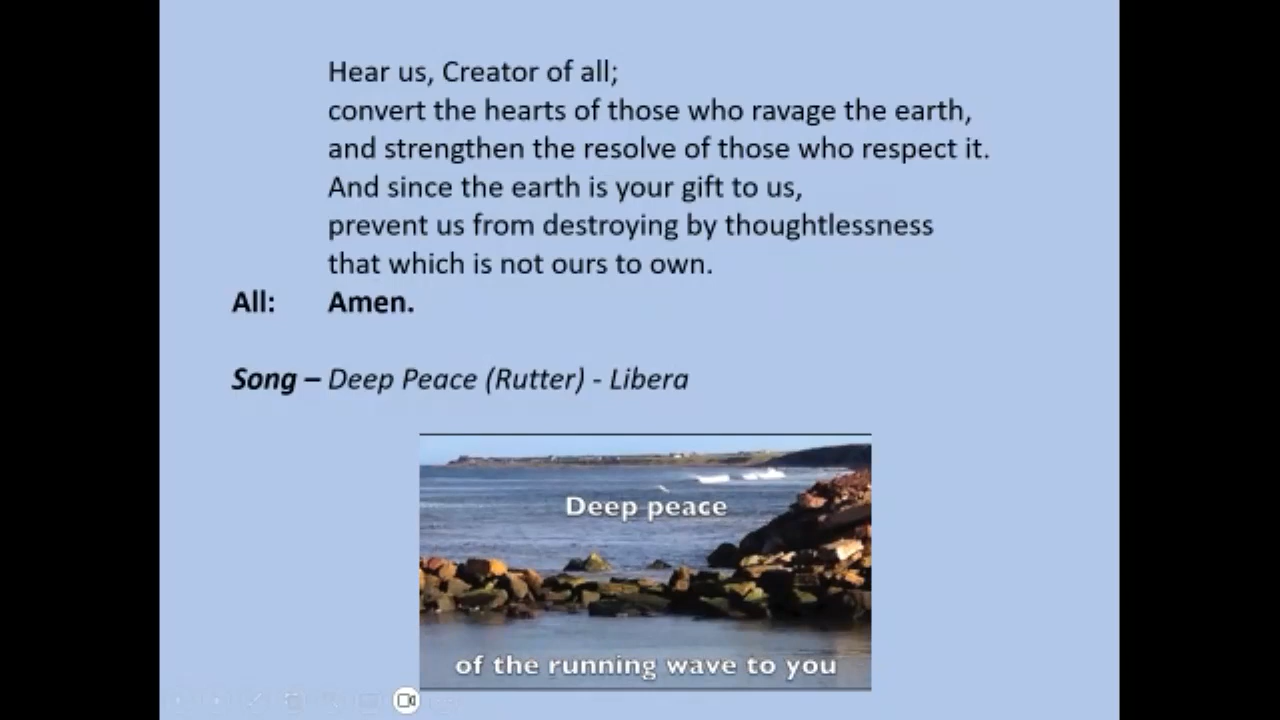 Hear us, Creator of all;
convert the hearts of those who ravage the earth,
and strengthen the resolve of those who respect it.
And since the earth is your gift to us,
prevent us from destroying by thoughtlessness
that which is not ours to own.
All: Amen.
Song – Deep Peace (Rutter) - Libera
Deep peace
of the running wave to you